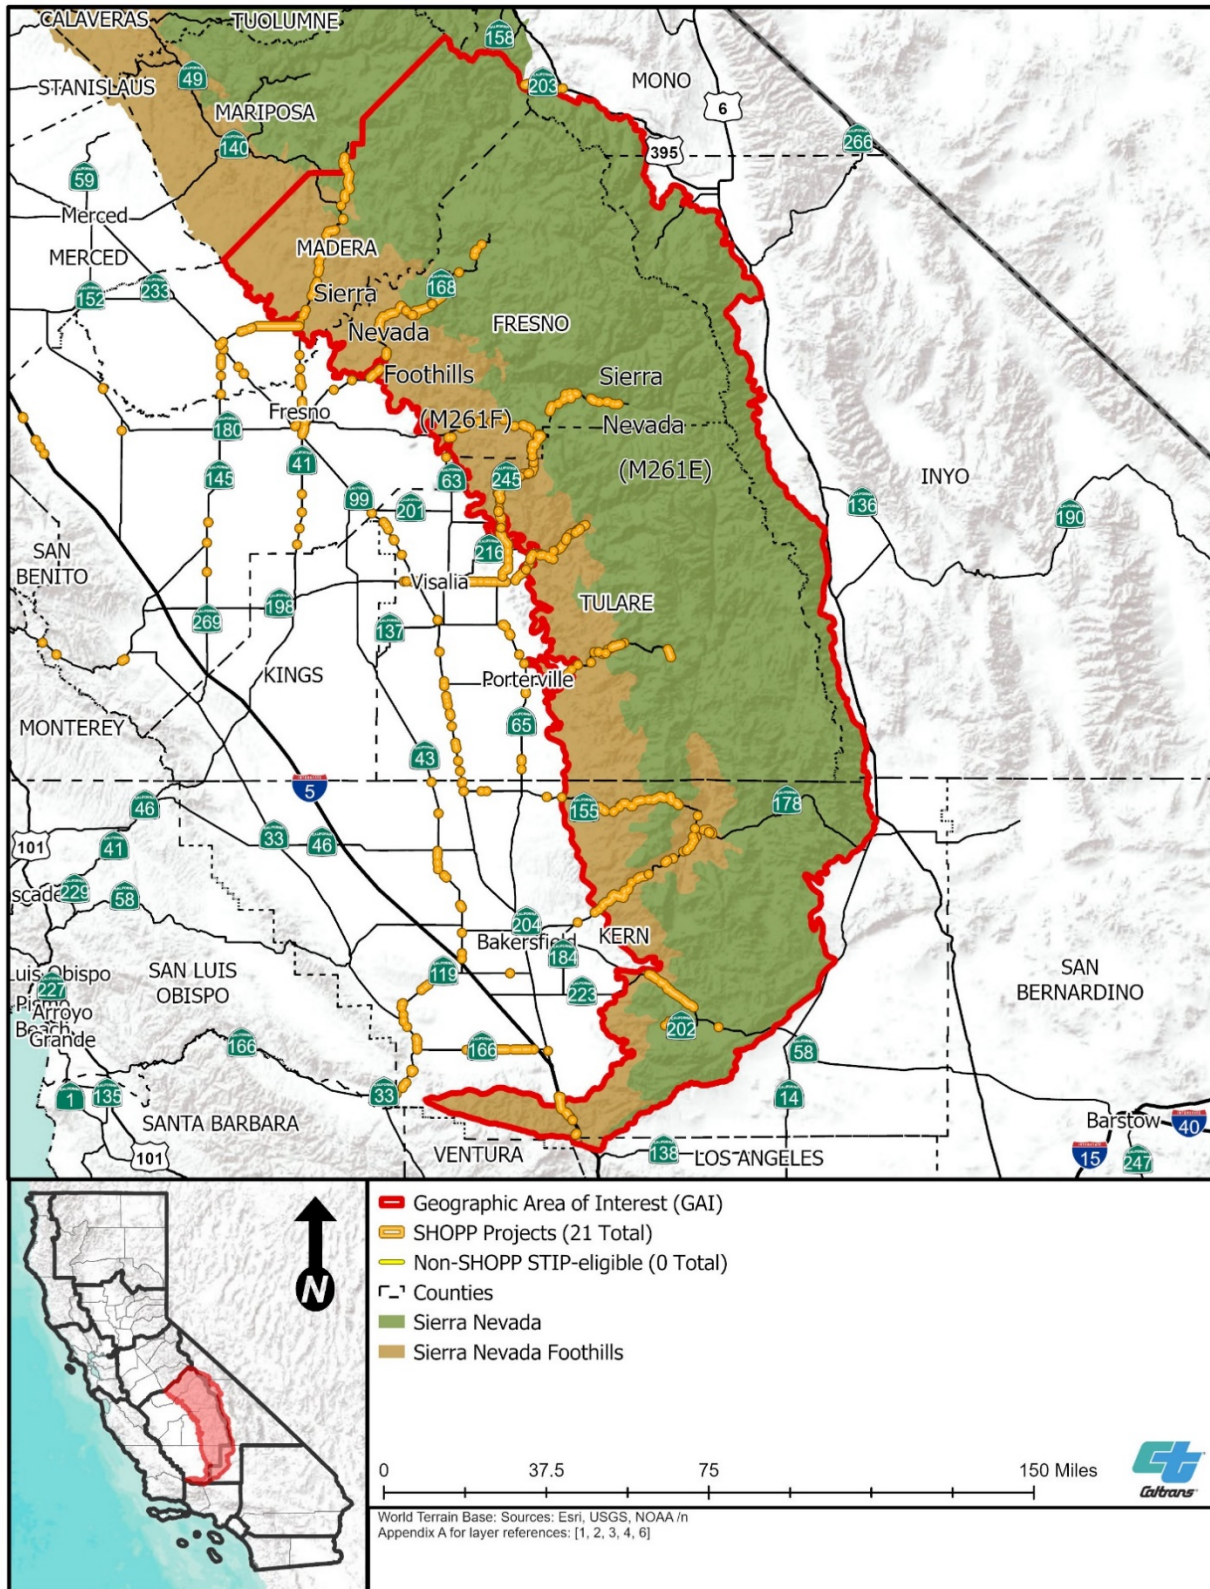 CALAVERAS
TUOLUMNE
158
STANISLAUS
49
203
MONO
6
MARIPOSA
140
395
266
59
Merced
MERCED
MADERA
152
233
Sierra
168
Nevada
FRESNO
Foothills
Sierra
Fresno
(M261F)
Nevada
180
(M261E)
41
145
63
245
INYO
99
201
136
190
SAN
BENITO
216
Visalia
TULARE
198
269
137
KINGS
Porterville
MONTEREY
65
43
5
46
155
178
101
41
33
46
229
58
204
Bakersfield
KERN
184
SAN LUIS
OBISPO
119
223
SAN
BERNARDINO
Luis Obispo
227
Pismo
Beach
Arroyo
Grande
166
166
202
58
1
135
33
14
SANTA BARBARA
101
VENTURA
138
LOS ANGELES
Barstow
40
15
247
N
Geographic Area of Interest (GAI)
SHOPP Projects (21 Total)
Non-SHOPP STIP-eligible (0 Total)
Counties
Sierra Nevada
Sierra Nevada Foothills
0 37.5 75 150 Miles
Caltrans
World Terrain Base: Sources: Esri, USGS, NOAA /n
Appendix A for layer references: [1, 2, 3, 4, 6]